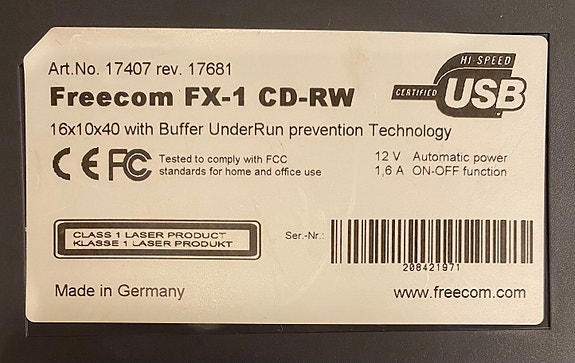 Art.No. 17407 rev. 17681
HI-SPEED
CERTIFIED USB
Freecom FX-1 CD-RW
16x10x40 with Buffer UnderRun prevention Technology
CE FC Tested to comply with FCC
standards for home and office use
12 V Automatic power
1,6 A ON-OFF function
CLASS 1 LASER PRODUCT
KLASSE 1 LASER PRODUKT
Ser.-Nr.:
208421971
Made in Germany
www.freecom.com